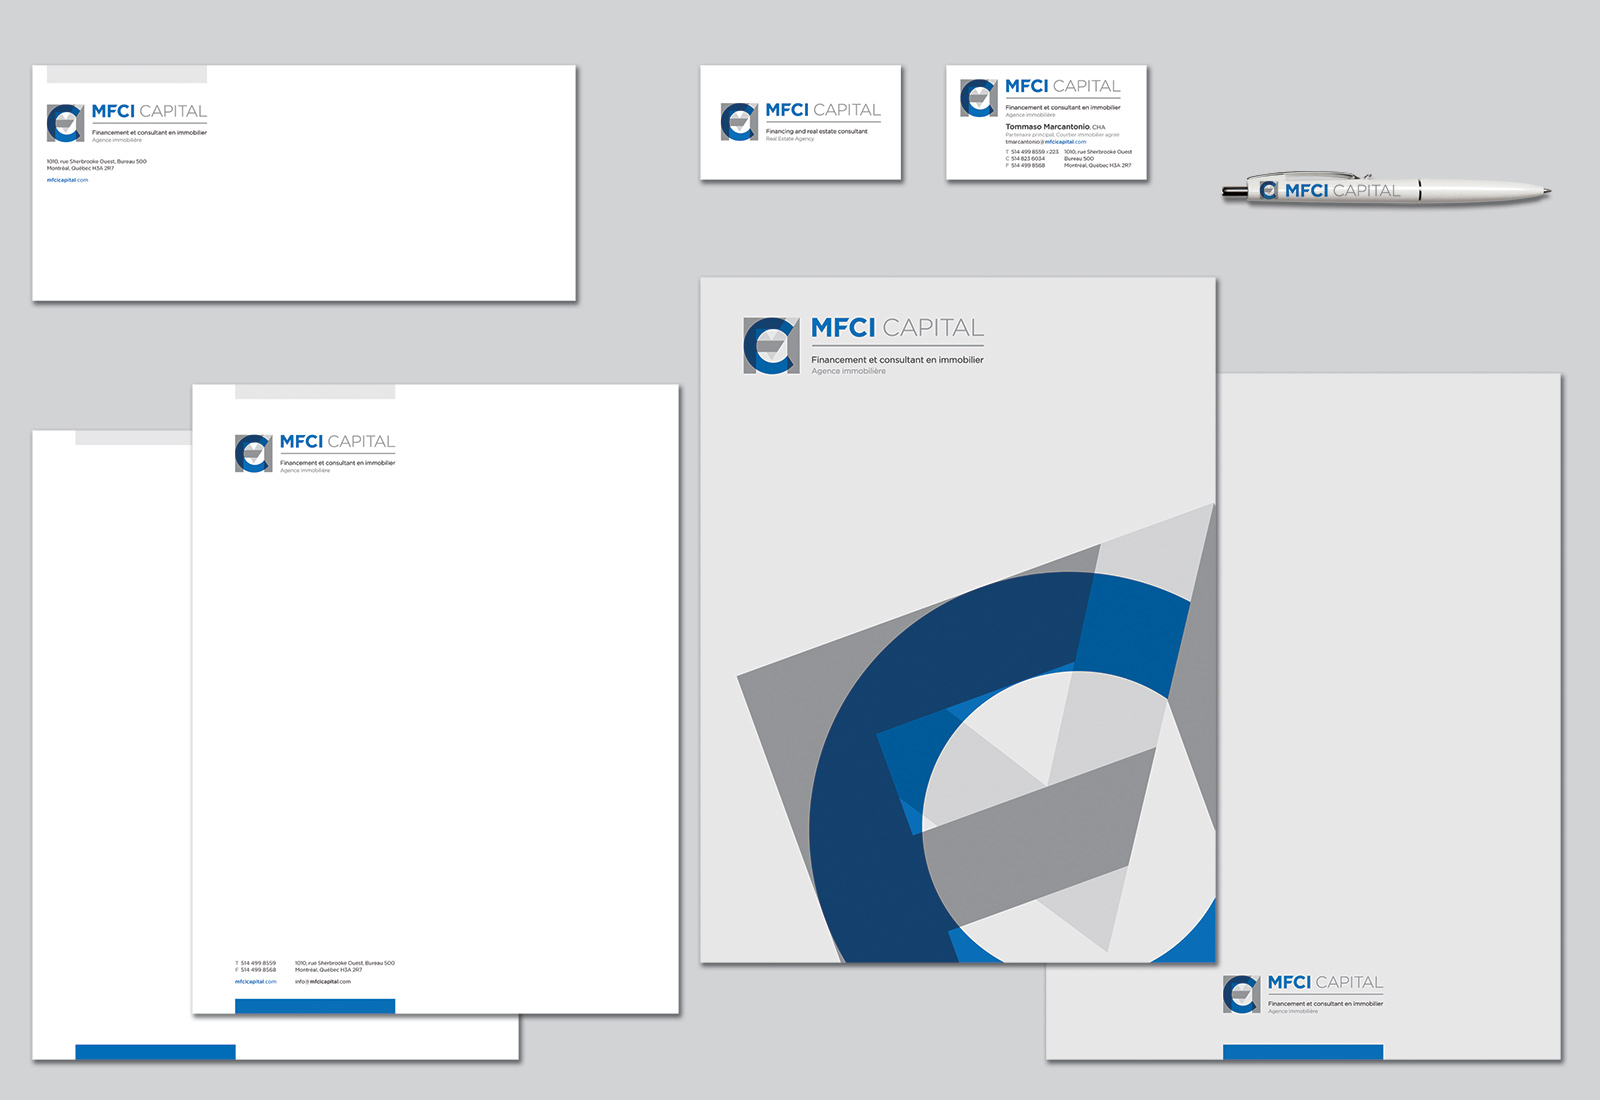 MFCI CAPITAL
Financement et consultant en immobilier
Agence immobilière
1010, rue Sherbrooke Ouest, Bureau 500
Montréal, Québec H3A 2R7
mfcicapital.com
MFCI CAPITAL
Financing and real estate consultant
Real Estate Agency
MFCI CAPITAL
Financement et consultant en immobilier
Agence immobilière
Tommaso Marcantonio, CHA
Partenaire principal, Courtier immobilier agréé
tmarcantonio@mfcicapital.com
T 514 499 8559 x 223 1010, rue Sherbrooke Ouest
C 514 823 6034 Bureau 500
F 514 499 8568 Montréal, Québec H3A 2R7
MFCI CAPITAL
MFCI CAPITAL
Financement et consultant en immobilier
Agence immobilière
MFCI CAPITAL
Financement et consultant en immobilier
Agence immobilière
T 514 499 8559 1010, rue Sherbrooke Ouest, Bureau 500
F 514 499 8568 Montréal, Québec H3A 2R7
mfcicapital.com info@mfcicapital.com
MFCI CAPITAL
Financement et consultant en immobilier
Agence immobilière